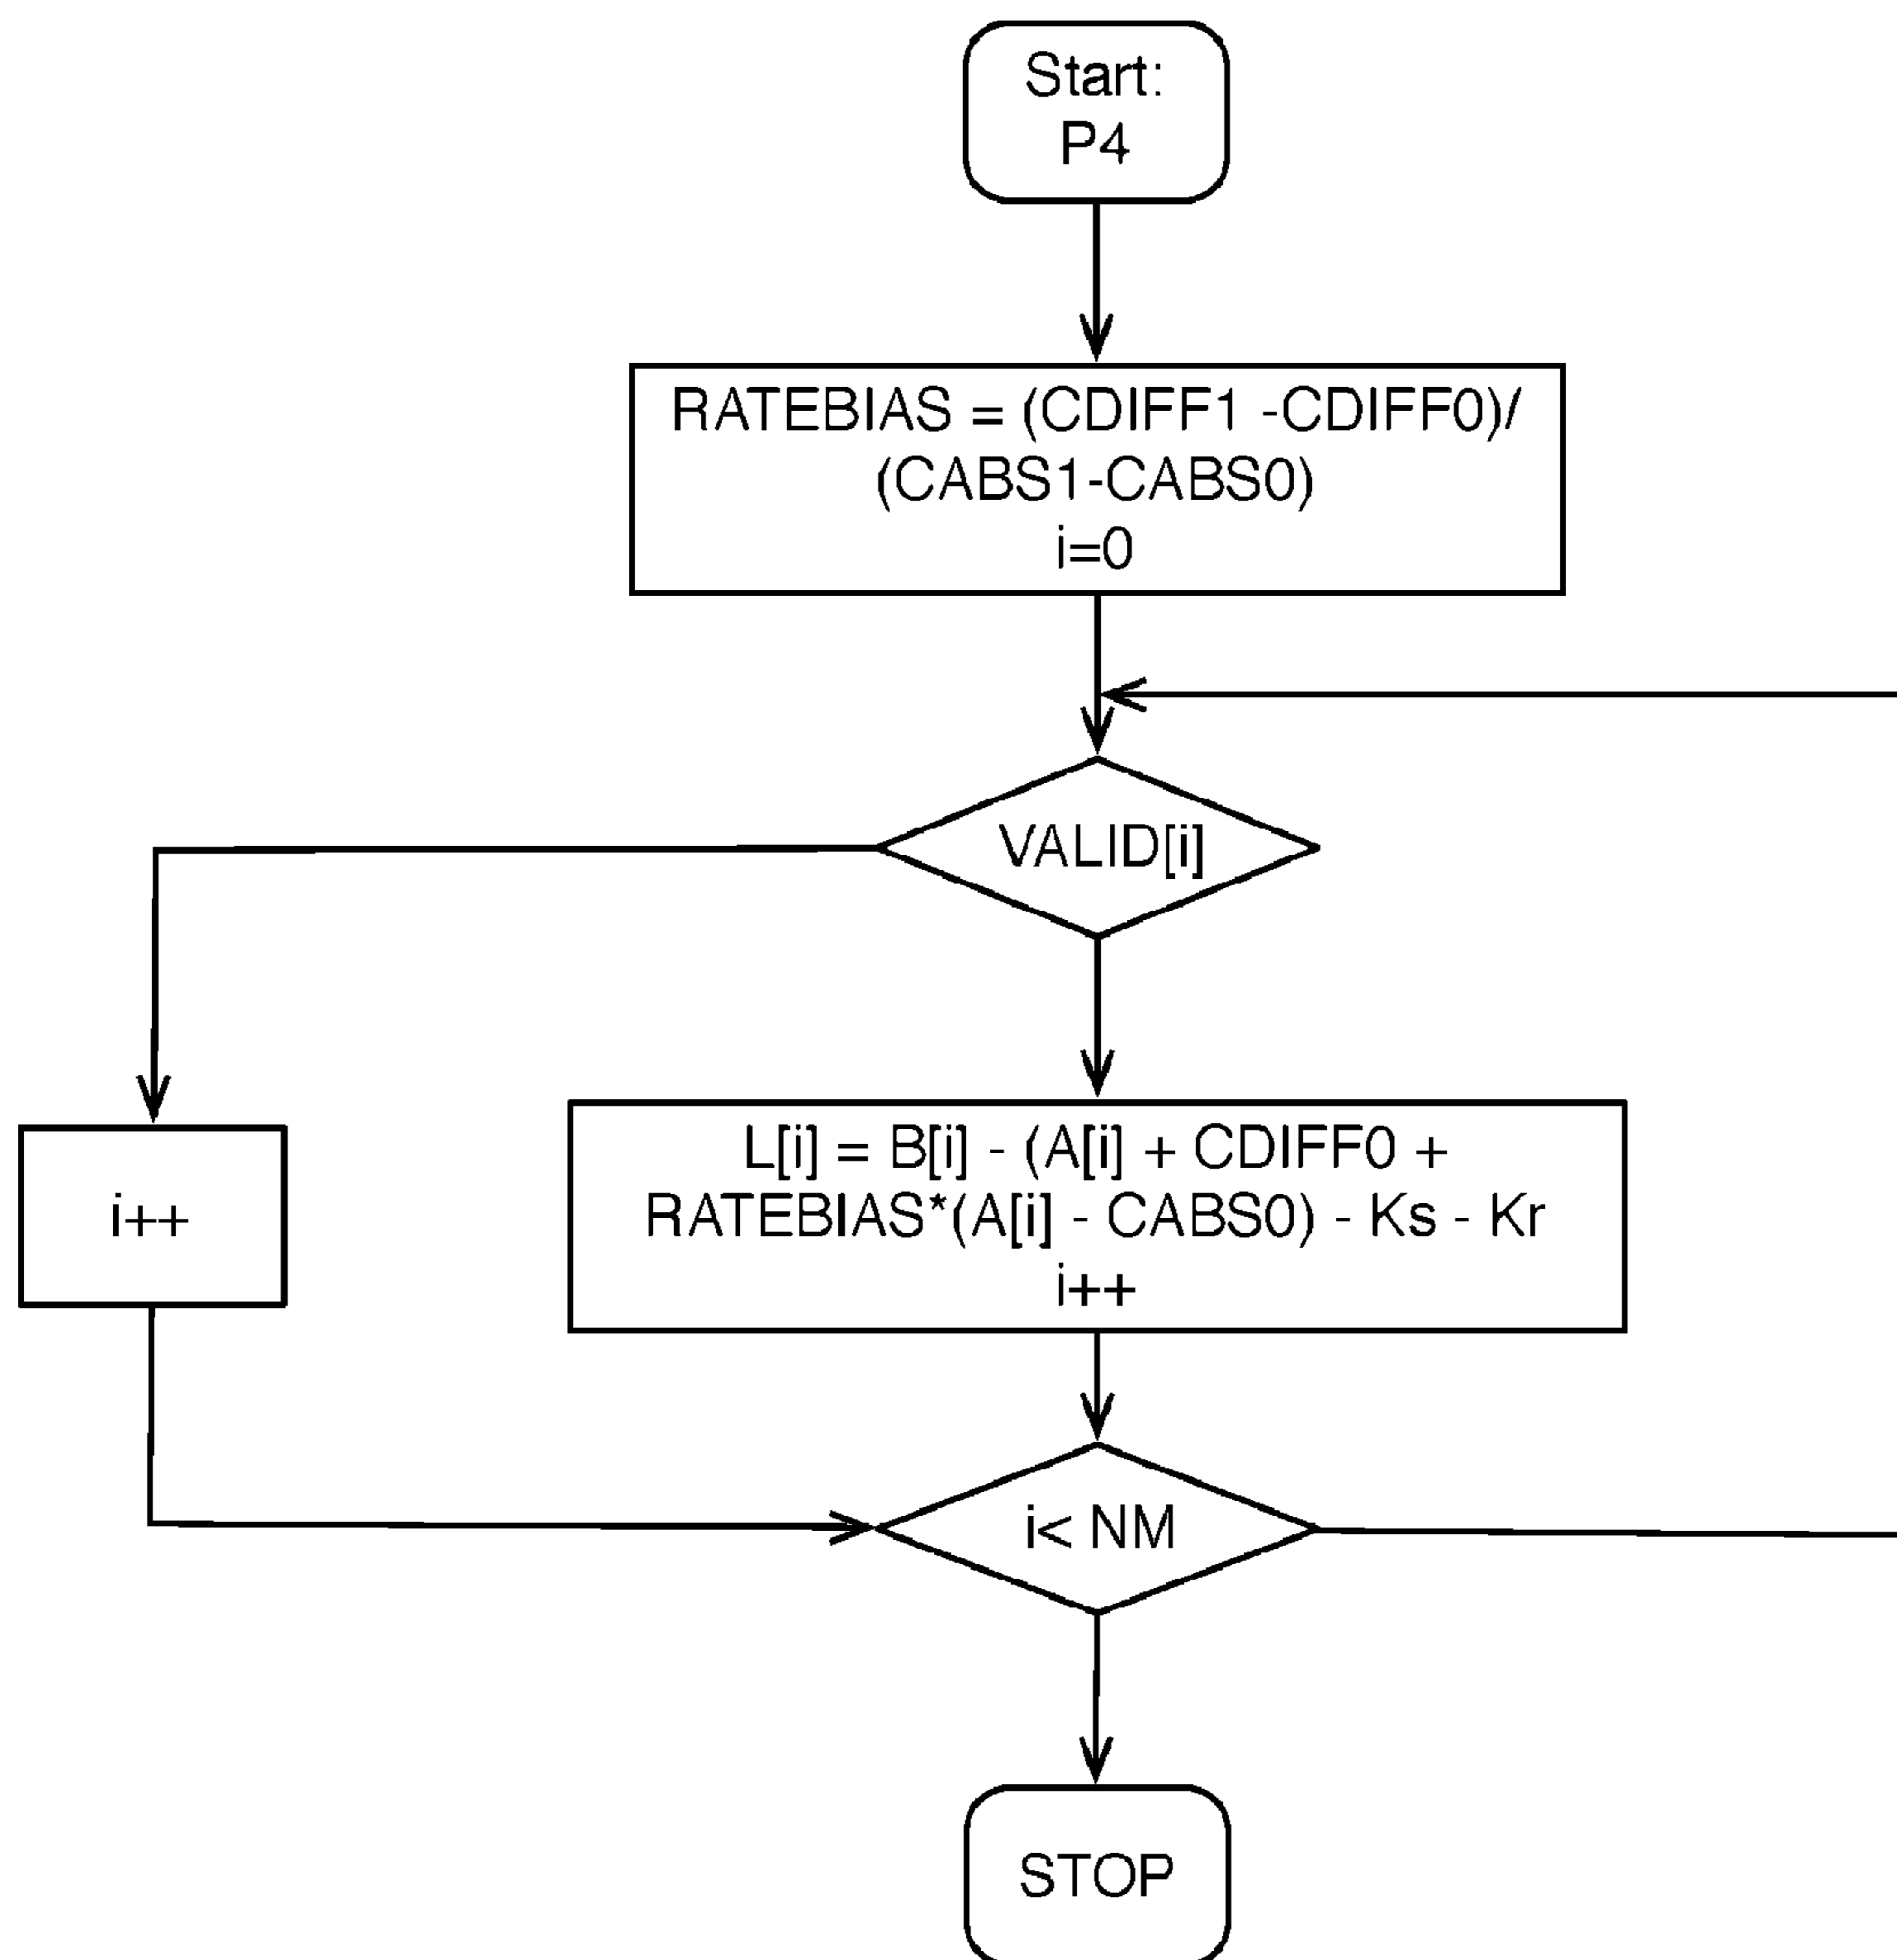 Start:
P4
RATEBIAS = (CDIFF1 -CDIFF0)/
(CABS1-CABS0)
i=0
VALID[i]
i++
L[i] = B[i] - (A[i] + CDIFF0 +
RATEBIAS*(A[i] - CABS0) - Ks - Kr
i++
i< NM
STOP